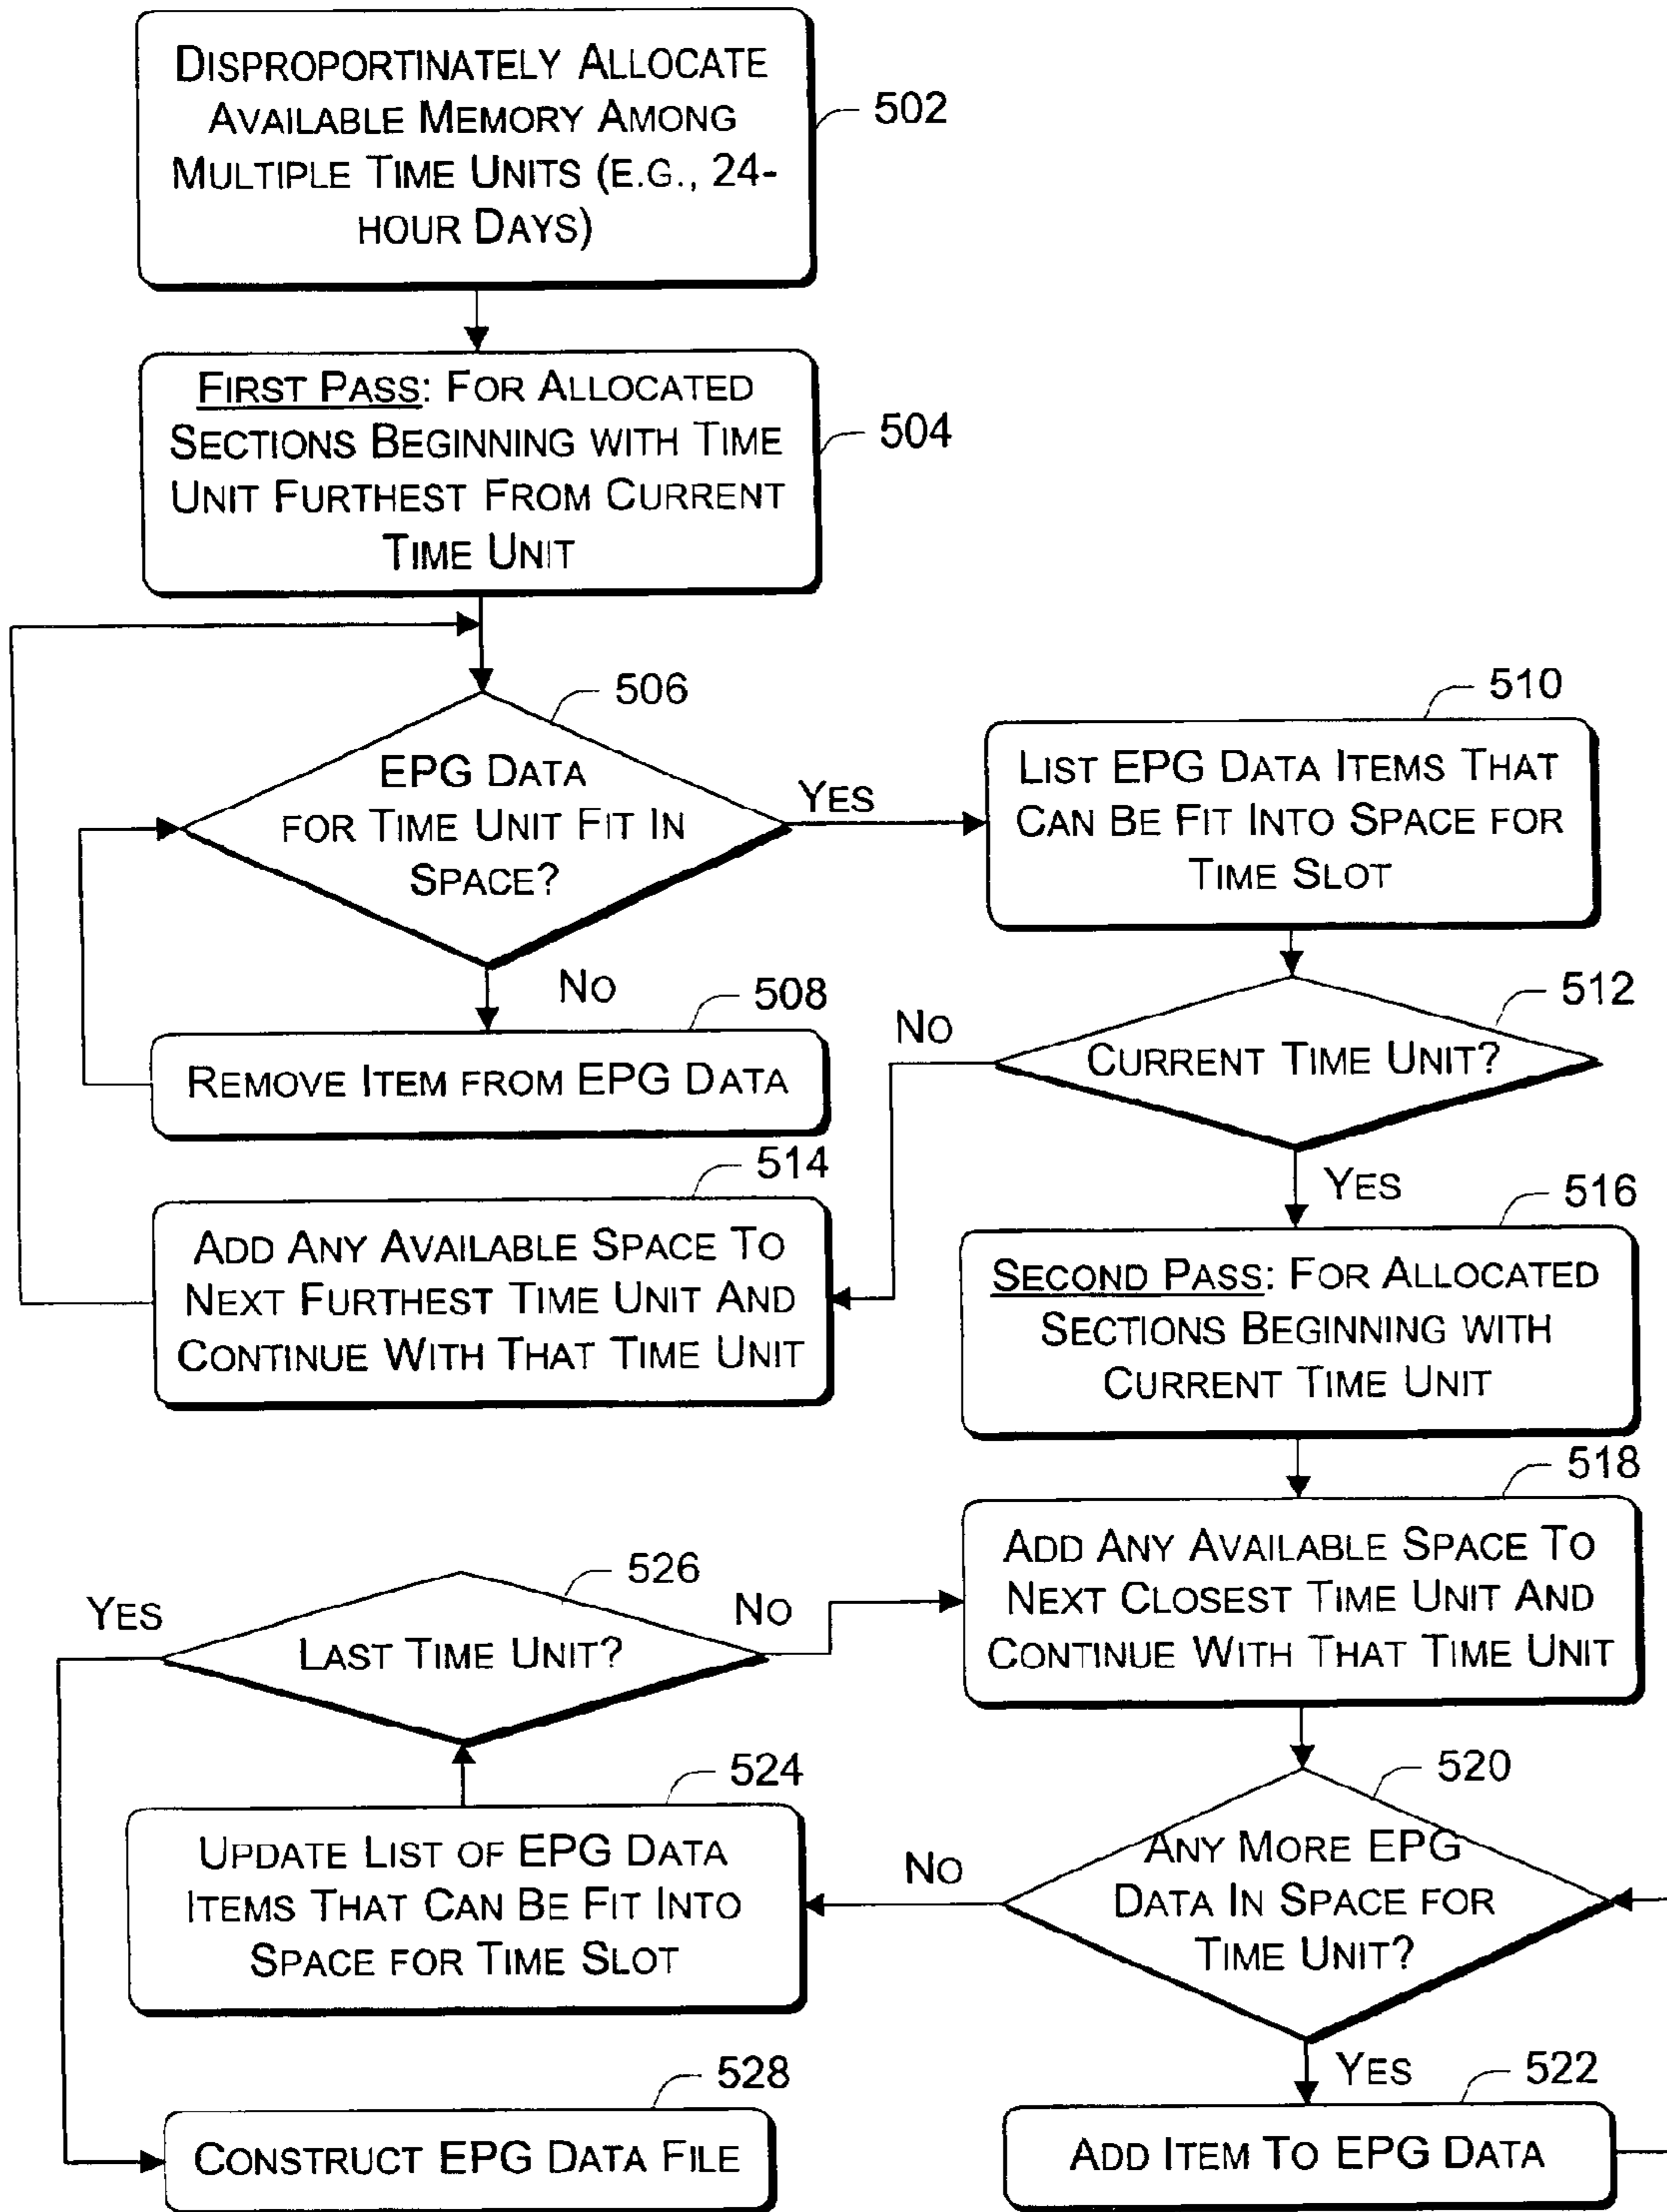 DISPROPORTINATELY ALLOCATE
AVAILABLE MEMORY AMONG
MULTIPLE TIME UNITS (E.G., 24-
HOUR DAYS)
502
FIRST PASS: FOR ALLOCATED
SECTIONS BEGINNING WITH TIME
UNIT FURTHEST FROM CURRENT
TIME UNIT
504
506
EPG DATA
FOR TIME UNIT FIT IN
SPACE?
YES
NO
508
REMOVE ITEM FROM EPG DATA
510
LIST EPG DATA ITEMS THAT
CAN BE FIT INTO SPACE FOR
TIME SLOT
512
CURRENT TIME UNIT?
NO
YES
514
ADD ANY AVAILABLE SPACE TO
NEXT FURTHEST TIME UNIT AND
CONTINUE WITH THAT TIME UNIT
516
SECOND PASS: FOR ALLOCATED
SECTIONS BEGINNING WITH
CURRENT TIME UNIT
518
ADD ANY AVAILABLE SPACE TO
NEXT CLOSEST TIME UNIT AND
CONTINUE WITH THAT TIME UNIT
520
ANY MORE EPG
DATA IN SPACE FOR
TIME UNIT?
NO
YES
522
ADD ITEM TO EPG DATA
524
UPDATE LIST OF EPG DATA
ITEMS THAT CAN BE FIT INTO
SPACE FOR TIME SLOT
526
LAST TIME UNIT?
YES
NO
528
CONSTRUCT EPG DATA FILE